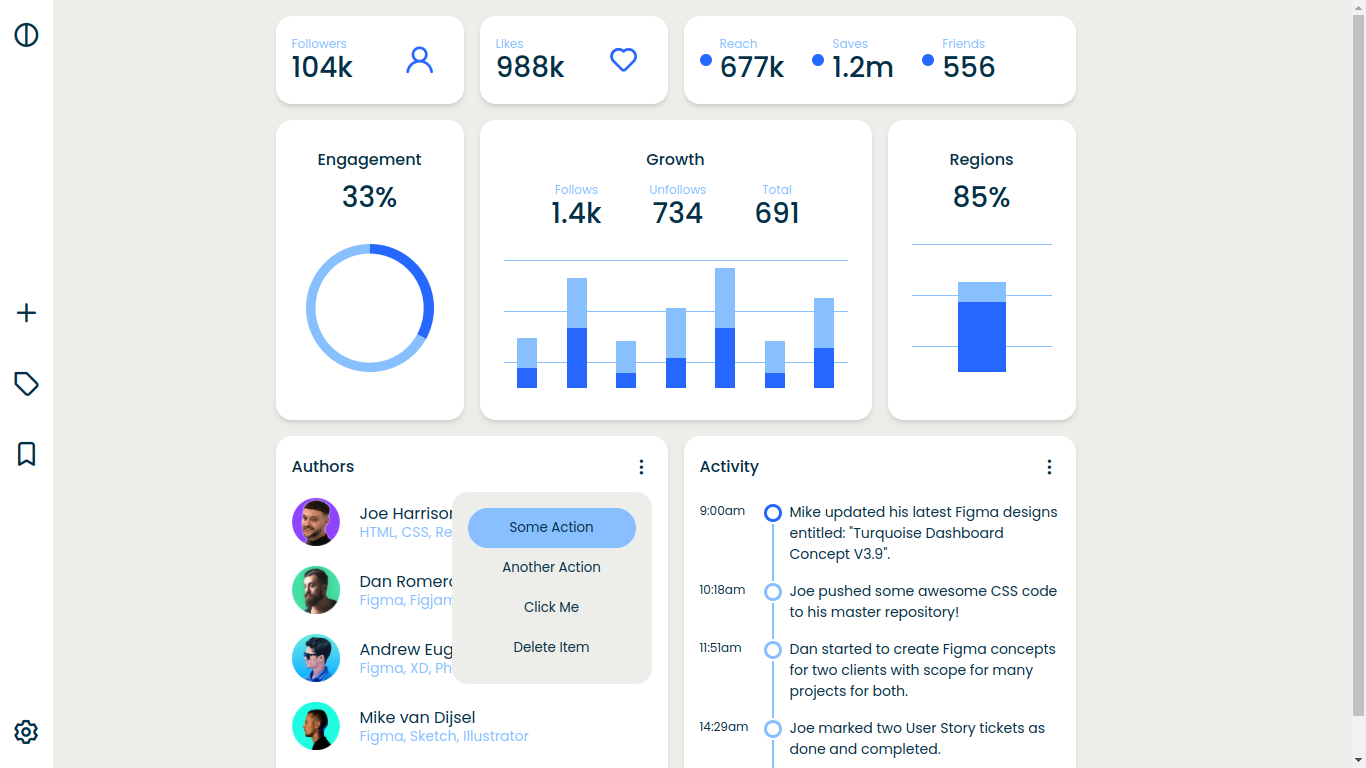 Followers
104k
Likes
988k
Reach
677k
Saves
1.2m
Friends
556
Engagement
33%
Growth
Follows
1.4k
Unfollows
734
Total
691
Regions
85%
Authors
Joe Harrison
HTML, CSS, Re
Dan Romero
Figma, Figjam
Andrew Eug
Figma, XD, Ph
Mike van Dijsel
Figma, Sketch, Illustrator
Some Action
Another Action
Click Me
Delete Item
Activity
9:00am
Mike updated his latest Figma designs
entitled: "Turquoise Dashboard
Concept V3.9".
10:18am
Joe pushed some awesome CSS code
to his master repository!
11:51am
Dan started to create Figma concepts
for two clients with scope for many
projects for both.
14:29am
Joe marked two User Story tickets as
done and completed.